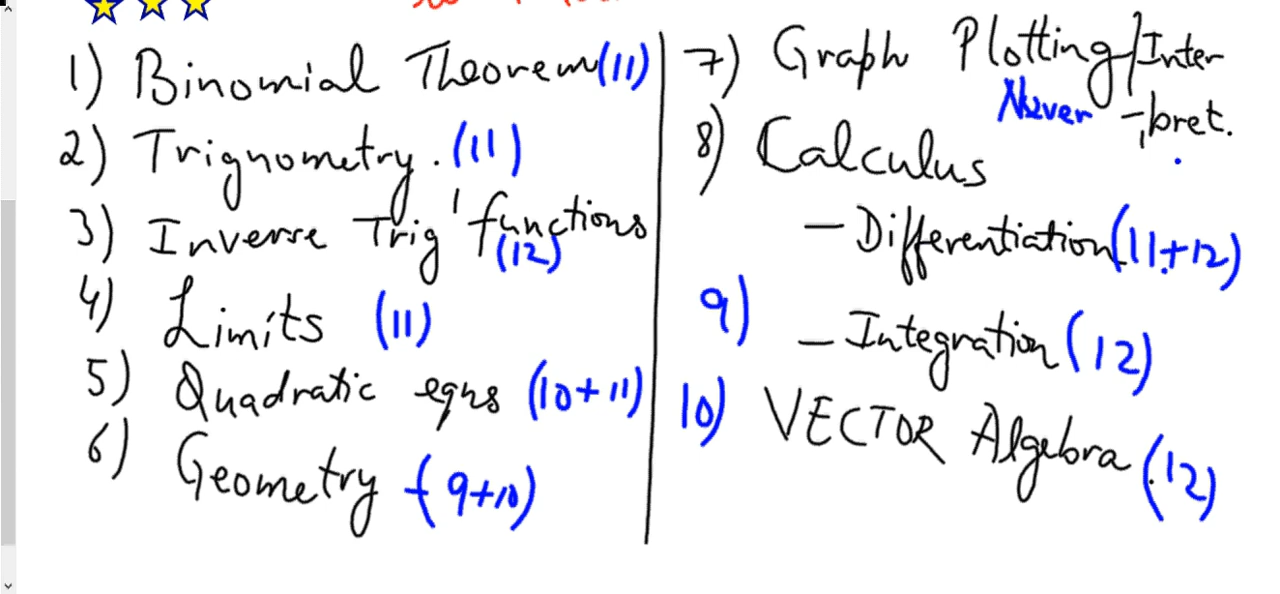 1) Binomial Theorem (11)
2) Trignometry. (11)
3) Inverse Trig' functions
(12)
4) Limits (11)
5) Quadratic eqns (10+11)
6) Geometry (9+10)
7) Graph Plotting/Inter
Never -pret.
8) Calculus
- Differentiation (11+12)
9) - Integration (12)
10) VECTOR Algebra (12)